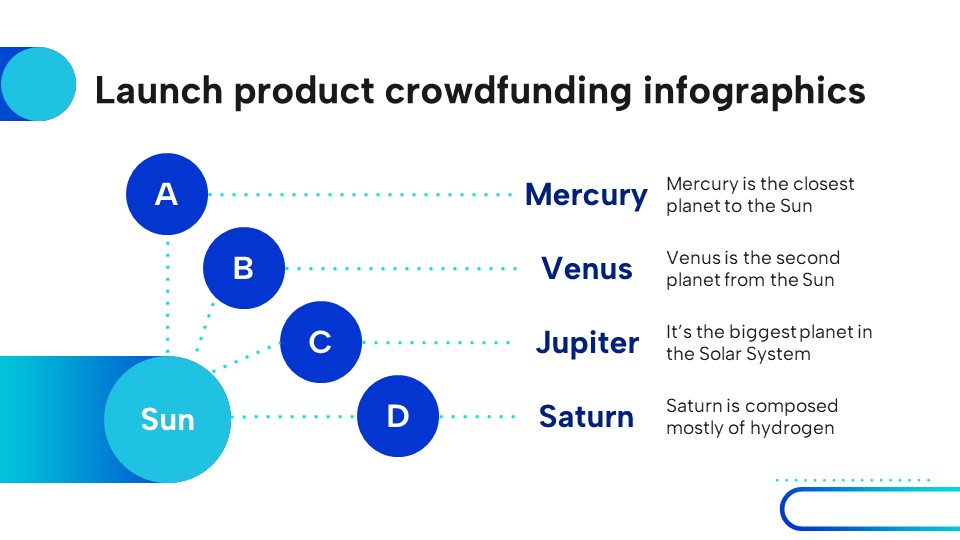 Launch product crowdfunding infographics
A
Mercury
Mercury is the closest
planet to the Sun
B
Venus
Venus is the second
planet from the Sun
C
Jupiter
It’s the biggest planet in
the Solar System
Sun
D
Saturn
Saturn is composed
mostly of hydrogen